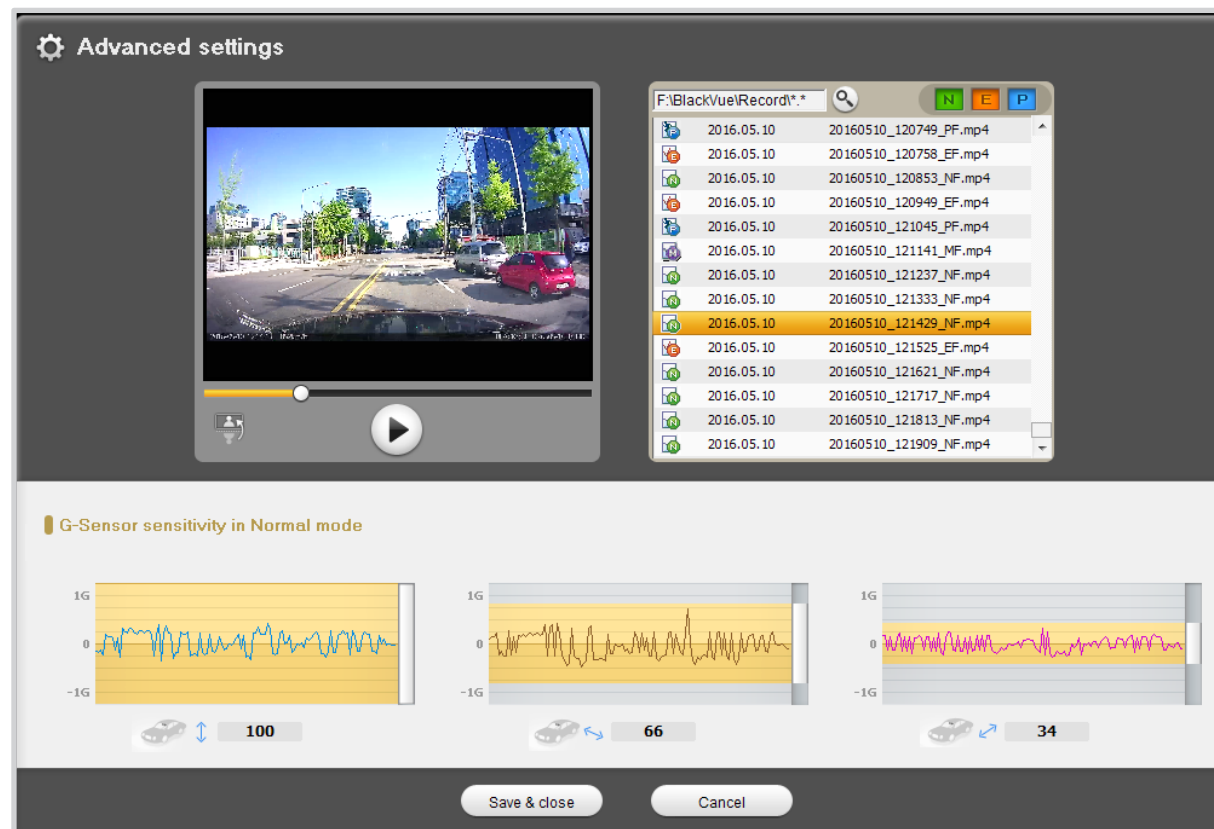 Advanced settings
F:\BlackVue\Record\*.*
N E P
2016.05.10 20160510_120749_PF.mp4
2016.05.10 20160510_120758_EF.mp4
2016.05.10 20160510_120853_NF.mp4
2016.05.10 20160510_120949_EF.mp4
2016.05.10 20160510_121045_PF.mp4
2016.05.10 20160510_121141_MF.mp4
2016.05.10 20160510_121237_NF.mp4
2016.05.10 20160510_121333_NF.mp4
2016.05.10 20160510_121429_NF.mp4
2016.05.10 20160510_121525_EF.mp4
2016.05.10 20160510_121621_NF.mp4
2016.05.10 20160510_121717_NF.mp4
2016.05.10 20160510_121813_NF.mp4
2016.05.10 20160510_121909_NF.mp4
G-Sensor sensitivity in Normal mode
1G
0
-1G
100
1G
0
-1G
66
1G
0
-1G
34
Save & close
Cancel